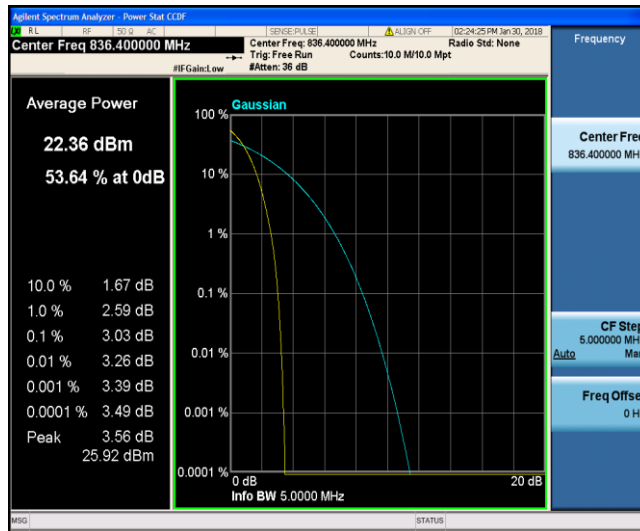 Agilent Spectrum Analyzer - Power Stat CCDF
RL RF 50 Ω AC SENSE:PULSE ALIGN OFF 02:24:25 PM Jan 30, 2018
Center Freq 836.400000 MHz
Center Freq: 836.400000 MHz Radio Std: None
Trig: Free Run Counts:10.0 M/10.0 Mpt
#IFGain:Low #Atten: 36 dB
Frequency
Average Power
22.36 dBm
53.64 % at 0dB
10.0 % 1.67 dB
1.0 % 2.59 dB
0.1 % 3.03 dB
0.01 % 3.26 dB
0.001 % 3.39 dB
0.0001 % 3.49 dB
Peak 3.56 dB
25.92 dBm
Gaussian
100 %
10 %
1 %
0.1 %
0.01 %
0.001 %
0.0001 %
0 dB 20 dB
Info BW 5.0000 MHz
Center Fre
836.400000 MH
CF Step
5.000000 MH
Auto Ma
Freq Offse
0 H
MSG STATUS